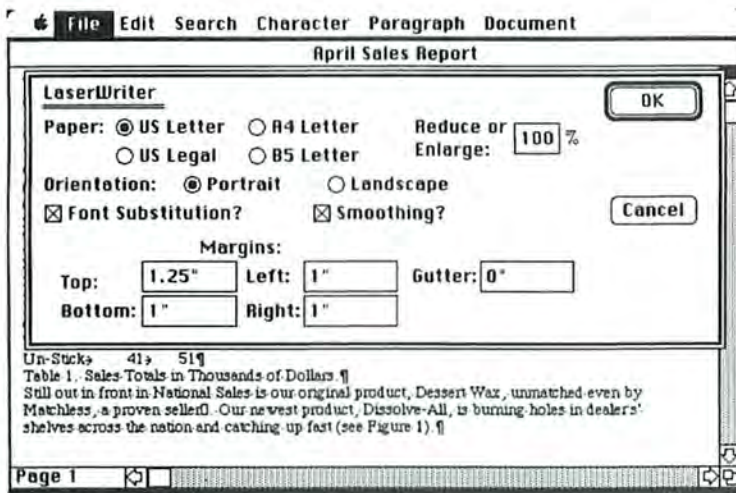 File Edit Search Character Paragraph Document
April Sales Report
LaserWriter
OK
Paper: US Letter A4 Letter Reduce or Enlarge: 100 %
US Legal B5 Letter
Orientation: Portrait Landscape
Font Substitution? Smoothing? Cancel
Margins:
Top: 1.25" Left: 1" Gutter: 0"
Bottom: 1" Right: 1"
Un-Stick 41 51¶
Table 1. Sales Totals in Thousands of Dollars.¶
Still out in front in National Sales is our original product, Dessert Wax, unmatched even by
Matchless, a proven seller. Our newest product, Dissolve-All, is burning holes in dealers'
shelves across the nation and catching up fast (see Figure 1).¶
Page 1